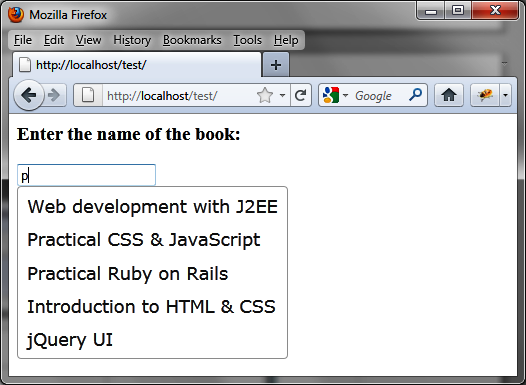 Mozilla Firefox
File Edit View History Bookmarks Tools Help
http://localhost/test/
http://localhost/test/ Google
Enter the name of the book:
p
Web development with J2EE
Practical CSS & JavaScript
Practical Ruby on Rails
Introduction to HTML & CSS
jQuery UI